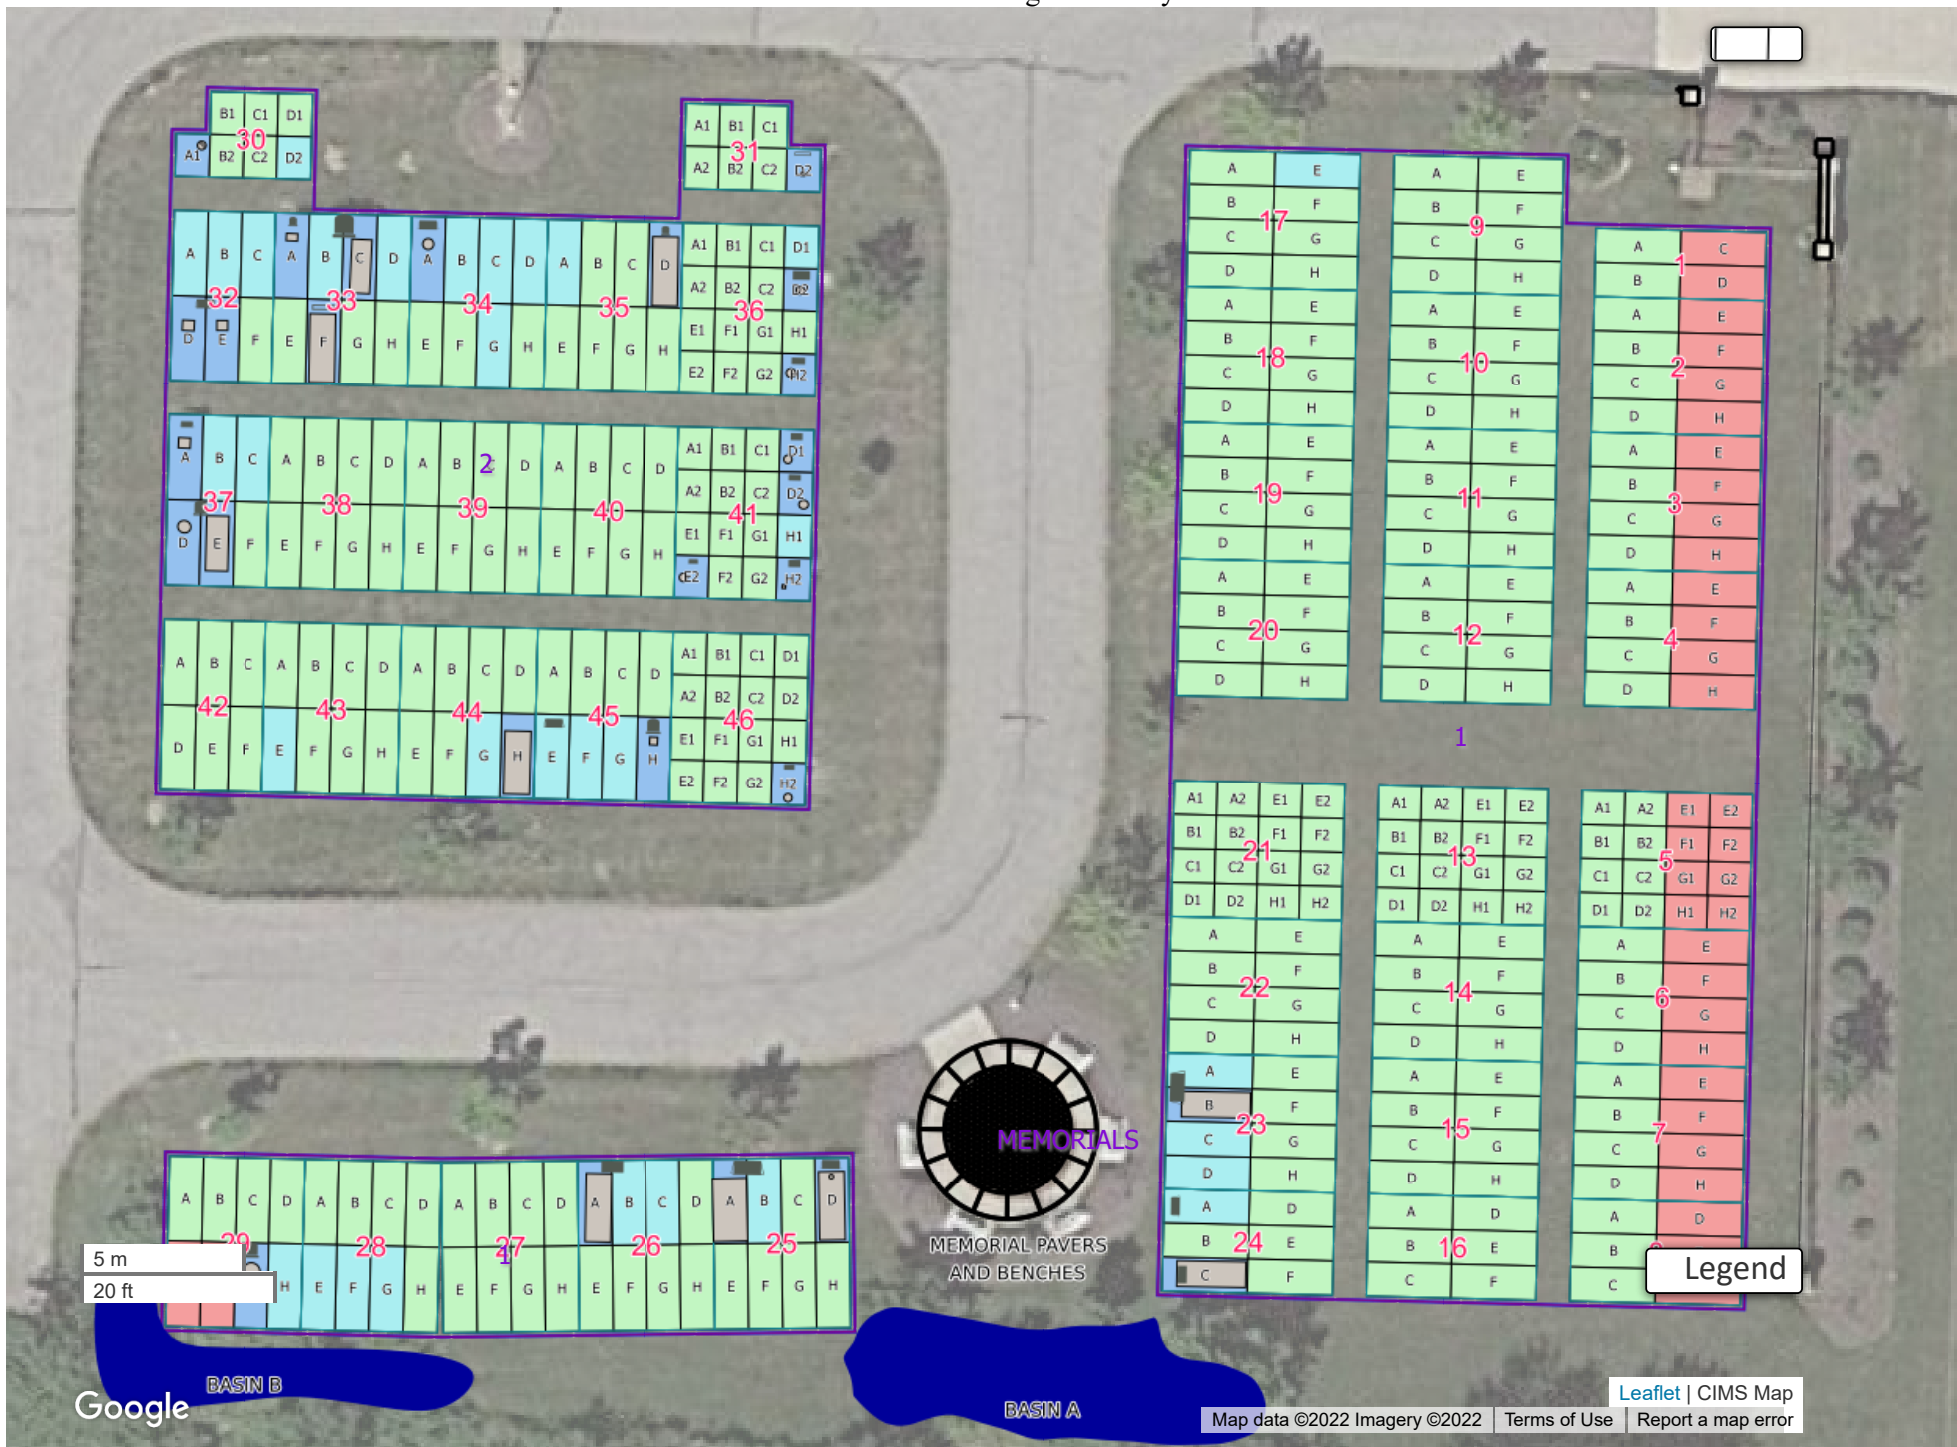 B1 C1 D1
30
A1 B2 C2 D2
A1 B1 C1
31
A2 B2 C2 D2
A B C A B C D A B C D A B C D
32 33 34 35
D E F E F G H E F G H E F G H
A1 B1 C1 D1
A2 B2 C2 D2
36
E1 F1 G1 H1
E2 F2 G2 H2
A B C A B C D A B C D A B C D
2
37 38 39 40
D E F E F G H E F G H E F G H
A1 B1 C1 D1
A2 B2 C2 D2
41
E1 F1 G1 H1
E2 F2 G2 H2
A B C A B C D A B C D A B C D
42 43 44 45
D E F E F G H E F G H E F G H
A1 B1 C1 D1
A2 B2 C2 D2
46
E1 F1 G1 H1
E2 F2 G2 H2
A E
B F
17
C G
D H
A E
B F
18
C G
D H
A E
B F
19
C G
D H
A E
B F
20
C G
D H
A E
B F
9
C G
D H
A E
B F
10
C G
D H
A E
B F
11
C G
D H
A E
B F
12
C G
D H
A C
1
B D
A E
B F
2
C G
D H
A E
B F
3
C G
D H
A E
B F
4
C G
D H
1
A1 A2 E1 E2
B1 B2 F1 F2
21
C1 C2 G1 G2
D1 D2 H1 H2
A E
B F
22
C G
D H
A E
B F
23
C G
D H
A D
B 24 E
C F
A1 A2 E1 E2
B1 B2 F1 F2
13
C1 C2 G1 G2
D1 D2 H1 H2
A E
B F
14
C G
D H
A E
B F
15
C G
D H
A D
B 16 E
C F
A1 A2 E1 E2
B1 B2 F1 F2
5
C1 C2 G1 G2
D1 D2 H1 H2
A E
B F
6
C G
D H
A E
B F
7
C G
D H
A D
B
C
Legend
MEMORIALS
MEMORIAL PAVERS
AND BENCHES
A B C D A B C D A B C D A B C D A B C D
29 28 27 26 25
1
H E F G H E F G H E F G H E F G H
5 m
20 ft
BASIN B
BASIN A
Google
Leaflet | CIMS Map
Map data ©2022 Imagery ©2022 Terms of Use Report a map error